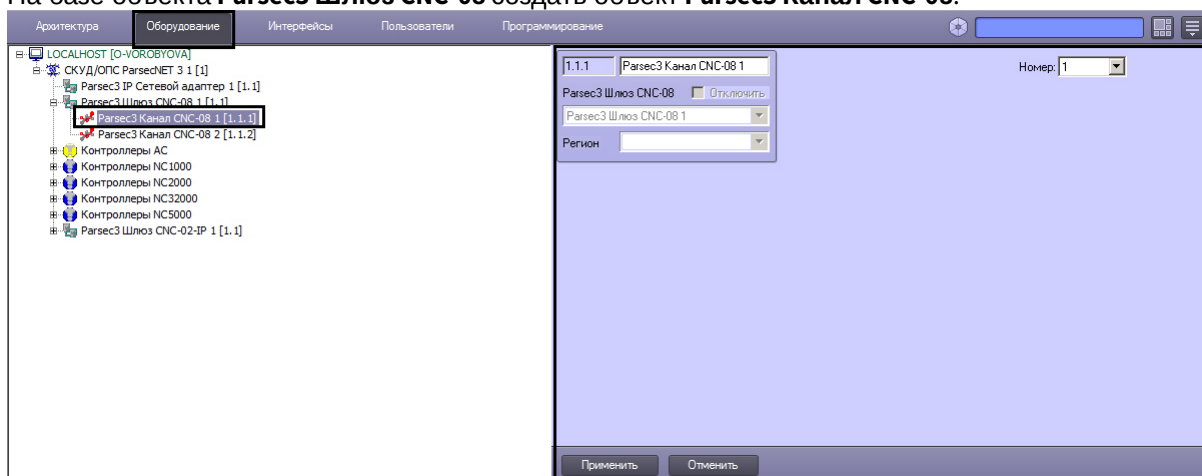 На базе объекта Parsec3 Шлюз CNC-08 создать объект Parsec3 Канал CNC-08.
Архитектура Оборудование Интерфейсы Пользователи Программирование
LOCALHOST [O-VOROBYOVA]
СКУД/ОПС ParsecNET 3 1 [1]
Parsec3 IP Сетевой адаптер 1 [1.1]
Parsec3 Шлюз CNC-08 1 [1.1]
Parsec3 Канал CNC-08 1 [1.1.1]
Parsec3 Канал CNC-08 2 [1.1.2]
Контроллеры AC
Контроллеры NC1000
Контроллеры NC2000
Контроллеры NC32000
Контроллеры NC5000
Parsec3 Шлюз CNC-02-IP 1 [1.1]
1.1.1 Parsec3 Канал CNC-08 1
Номер: 1
Parsec3 Шлюз CNC-08 Отключить
Parsec3 Шлюз CNC-08 1
Регион
Применить Отменить